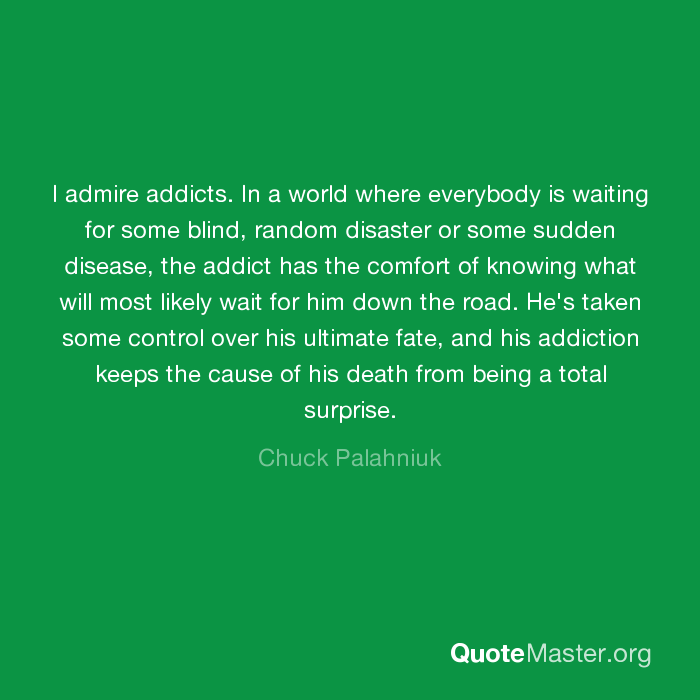 I admire addicts. In a world where everybody is waiting
for some blind, random disaster or some sudden
disease, the addict has the comfort of knowing what
will most likely wait for him down the road. He's taken
some control over his ultimate fate, and his addiction
keeps the cause of his death from being a total
surprise.
Chuck Palahniuk
QuoteMaster.org